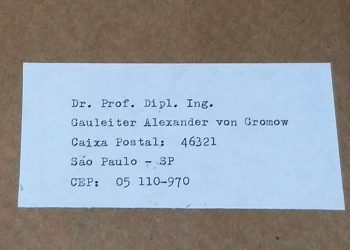 Dr. Prof. Dipl. Ing.
Gauleiter Alexander von Gromow
Caixa Postal: 46321
São Paulo - SP
CEP: 05 110-970